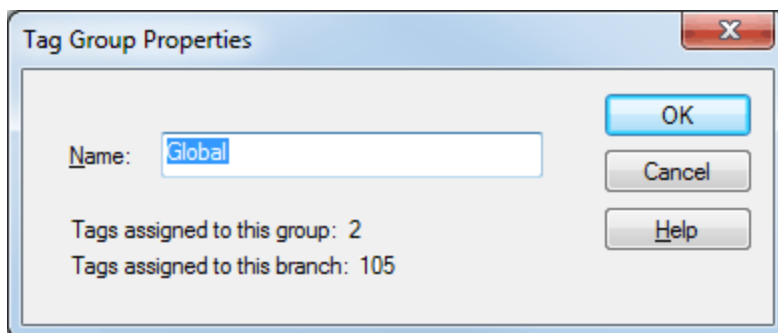 Tag Group Properties
X
OK
Name: Global
Cancel
Tags assigned to this group: 2
Help
Tags assigned to this branch: 105